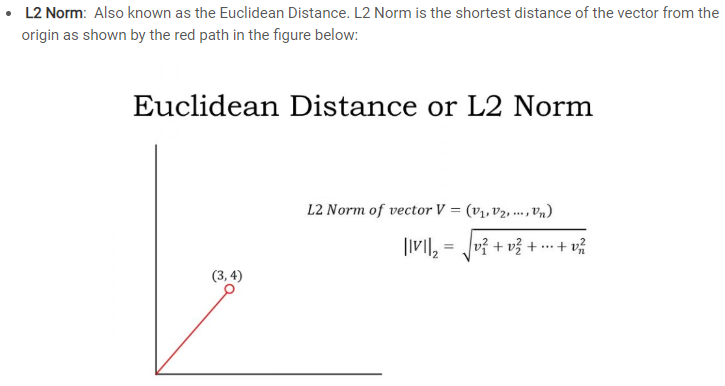 • L2 Norm: Also known as the Euclidean Distance. L2 Norm is the shortest distance of the vector from the
origin as shown by the red path in the figure below:
Euclidean Distance or L2 Norm
L2 Norm of vector V = (v₁, v₂, ..., vₙ)
||V||₂ = √(v₁² + v₂² + ⋯ + vₙ²)
(3, 4)